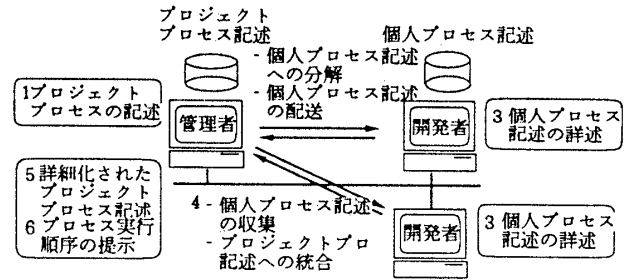 プロジェクト
プロセス記述
個人プロセス記述
- 個人プロセス記述
への分解
- 個人プロセス記述
の配送
1プロジェクト
プロセスの記述
管理者
開発者
3 個人プロセス
記述の詳述
5 詳細化された
プロジェクト
プロセス記述
6 プロセス実行
順序の提示
4 - 個人プロセス記述
の収集
- プロジェクトプロ
記述への統合
開発者
3 個人プロセス
記述の詳述